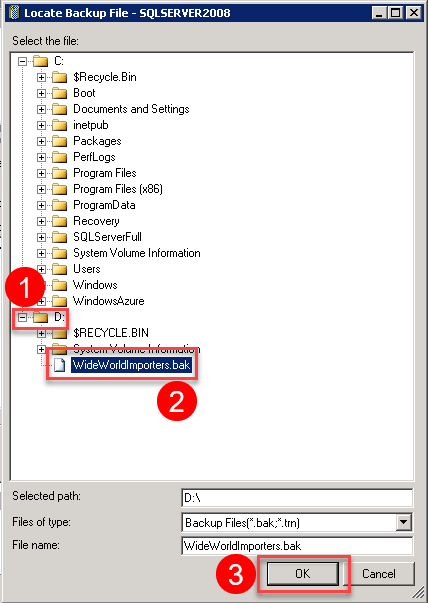 Locate Backup File - SQLSERVER2008
Select the file:
C:
$Recycle.Bin
Boot
Documents and Settings
inetpub
Packages
PerfLogs
Program Files
Program Files (x86)
ProgramData
Recovery
SQLServerFull
System Volume Information
Users
Windows
1
WindowsAzure
D:
$RECYCLE.BIN
System Volume Information
WideWorldImporters.bak
2
Selected path:
D:\
Files of type:
Backup Files(*.bak;*.trn)
File name:
WideWorldImporters.bak
3
OK
Cancel